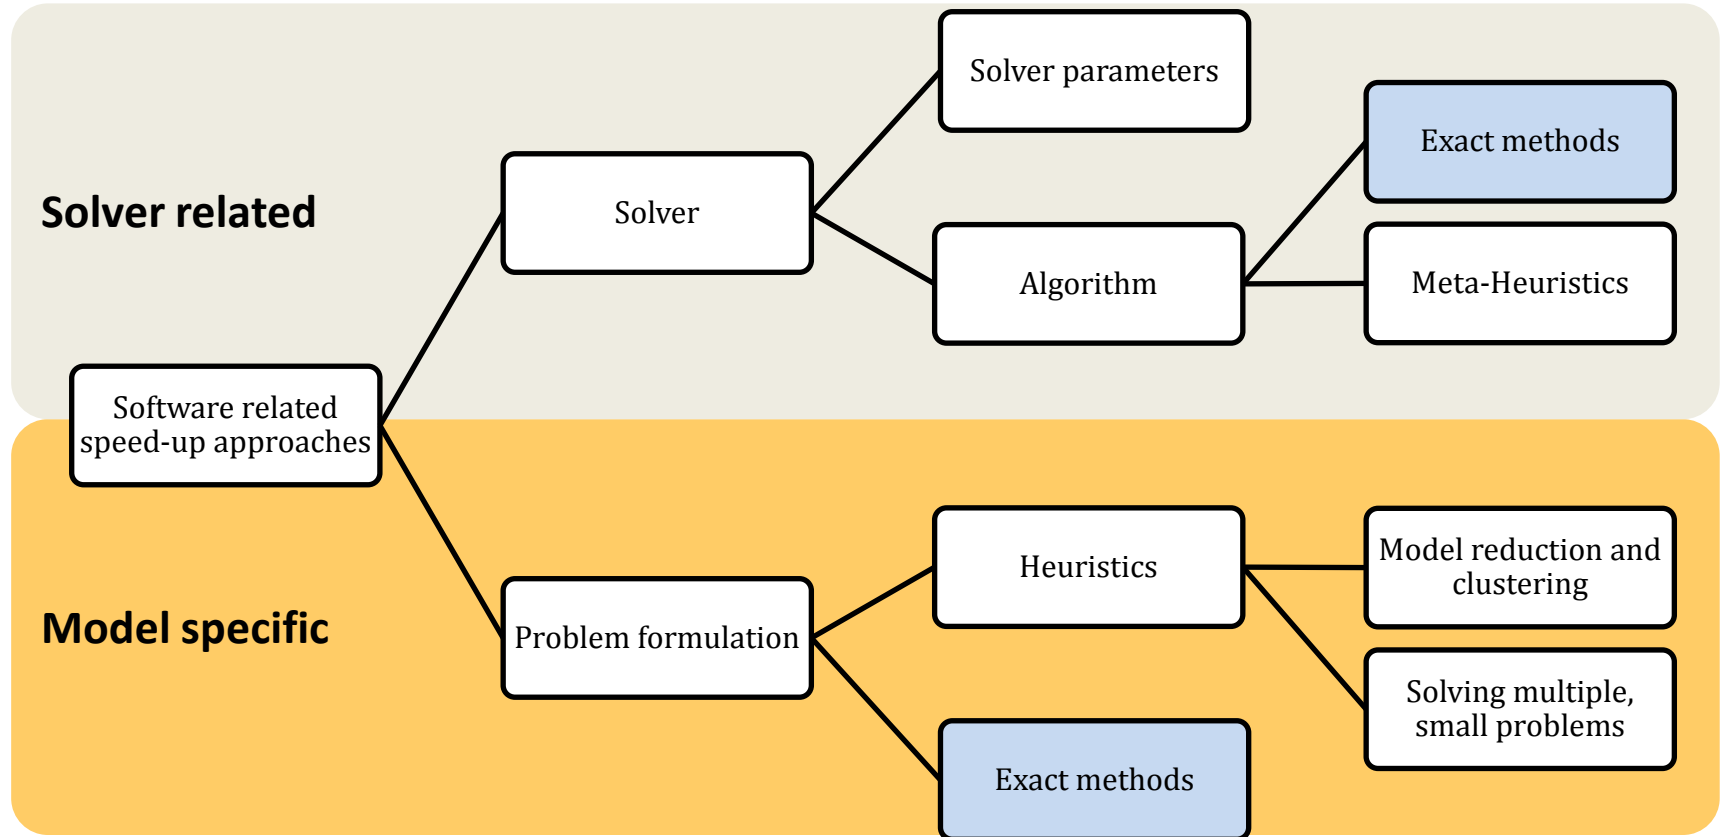 Solver parameters
Exact methods
Solver related
Solver
Algorithm
Meta-Heuristics
Software related
speed-up approaches
Model specific
Problem formulation
Heuristics
Model reduction and
clustering
Solving multiple,
small problems
Exact methods